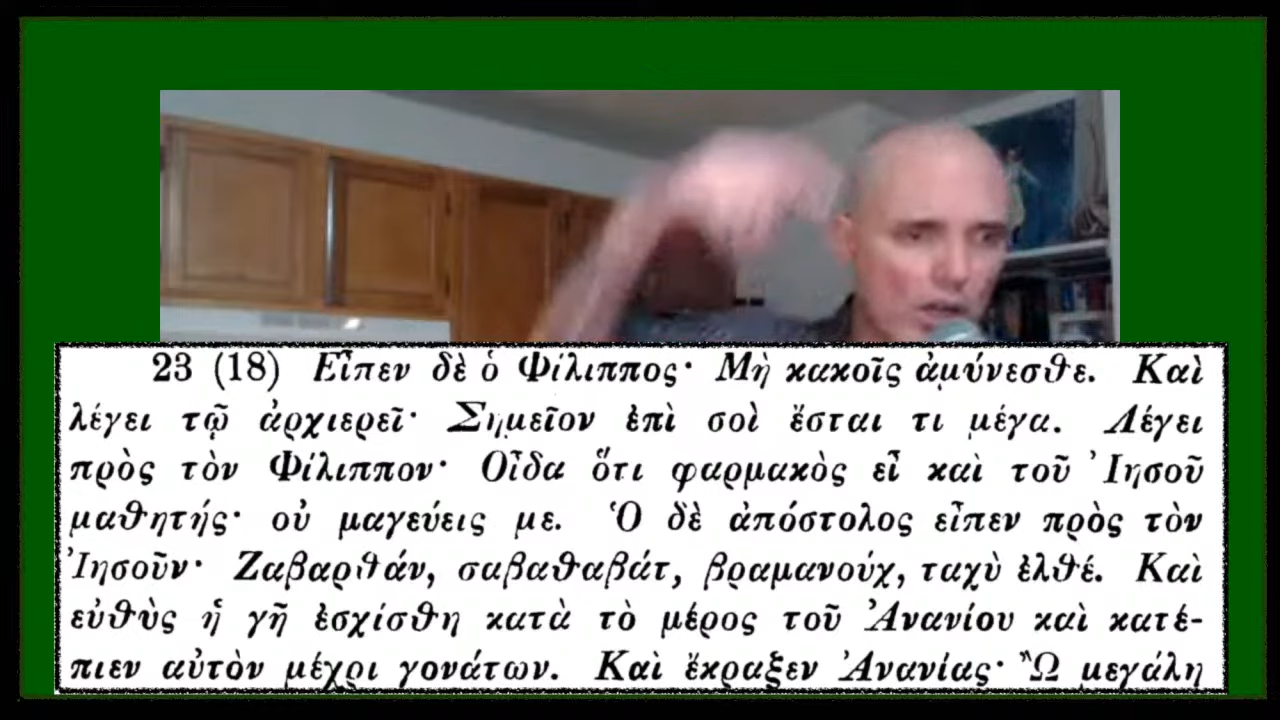 23 (18) Εἶπεν δὲ ὁ Φίλιππος· Μὴ κακοῖς ἀμύνεσθε. Καὶ
λέγει τῷ ἀρχιερεῖ· Σημεῖον ἐπὶ σοὶ ἔσται τι μέγα. Λέγει
πρὸς τὸν Φίλιππον· Οἶδα ὅτι φαρμακὸς εἶ καὶ τοῦ Ἰησοῦ
μαθητής· οὐ μαγεύεις με. Ὁ δὲ ἀπόστολος εἶπεν πρὸς τὸν
Ἰησοῦν· Ζαβαρθάν, σαβαθαβάτ, βραμανούχ, ταχὺ ἐλθέ. Καὶ
εὐθὺς ἡ γῆ ἐσχίσθη κατὰ τὸ μέρος τοῦ Ἀνανίου καὶ κατέ-
πιεν αὐτὸν μέχρι γονάτων. Καὶ ἔκραξεν Ἀνανίας· Ὢ μεγάλη